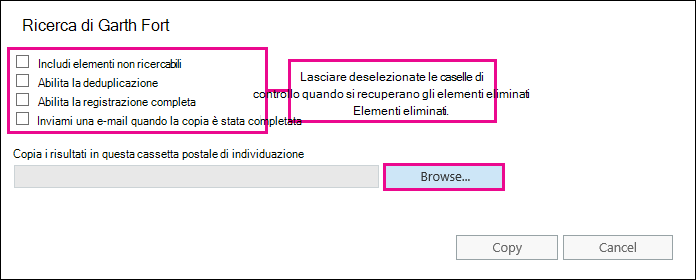 Ricerca di Garth Fort
Includi elementi non ricercabili
Abilita la deduplicazione
Abilita la registrazione completa
Inviami una e-mail quando la copia è stata completata
Lasciare deselezionate le caselle di
controllo quando si recuperano gli elementi eliminati
Elementi eliminati.
Copia i risultati in questa cassetta postale di individuazione
Browse...
Copy
Cancel